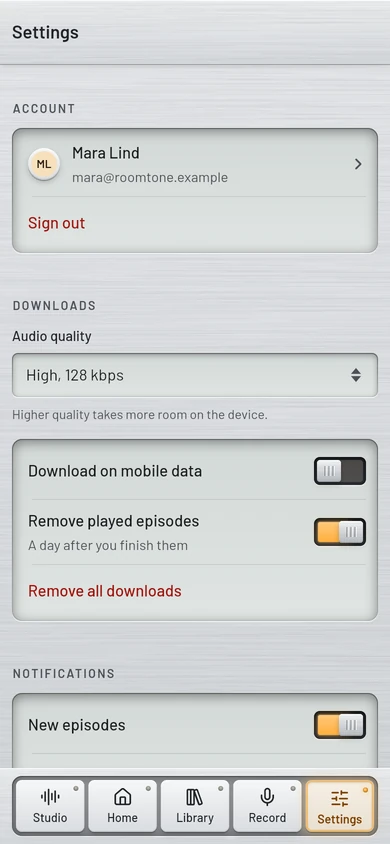 Settings
ACCOUNT
ML
Mara Lind
mara@roomtone.example
Sign out
DOWNLOADS
Audio quality
High, 128 kbps
Higher quality takes more room on the device.
Download on mobile data
Remove played episodes
A day after you finish them
Remove all downloads
NOTIFICATIONS
New episodes
Studio
Home
Library
Record
Settings